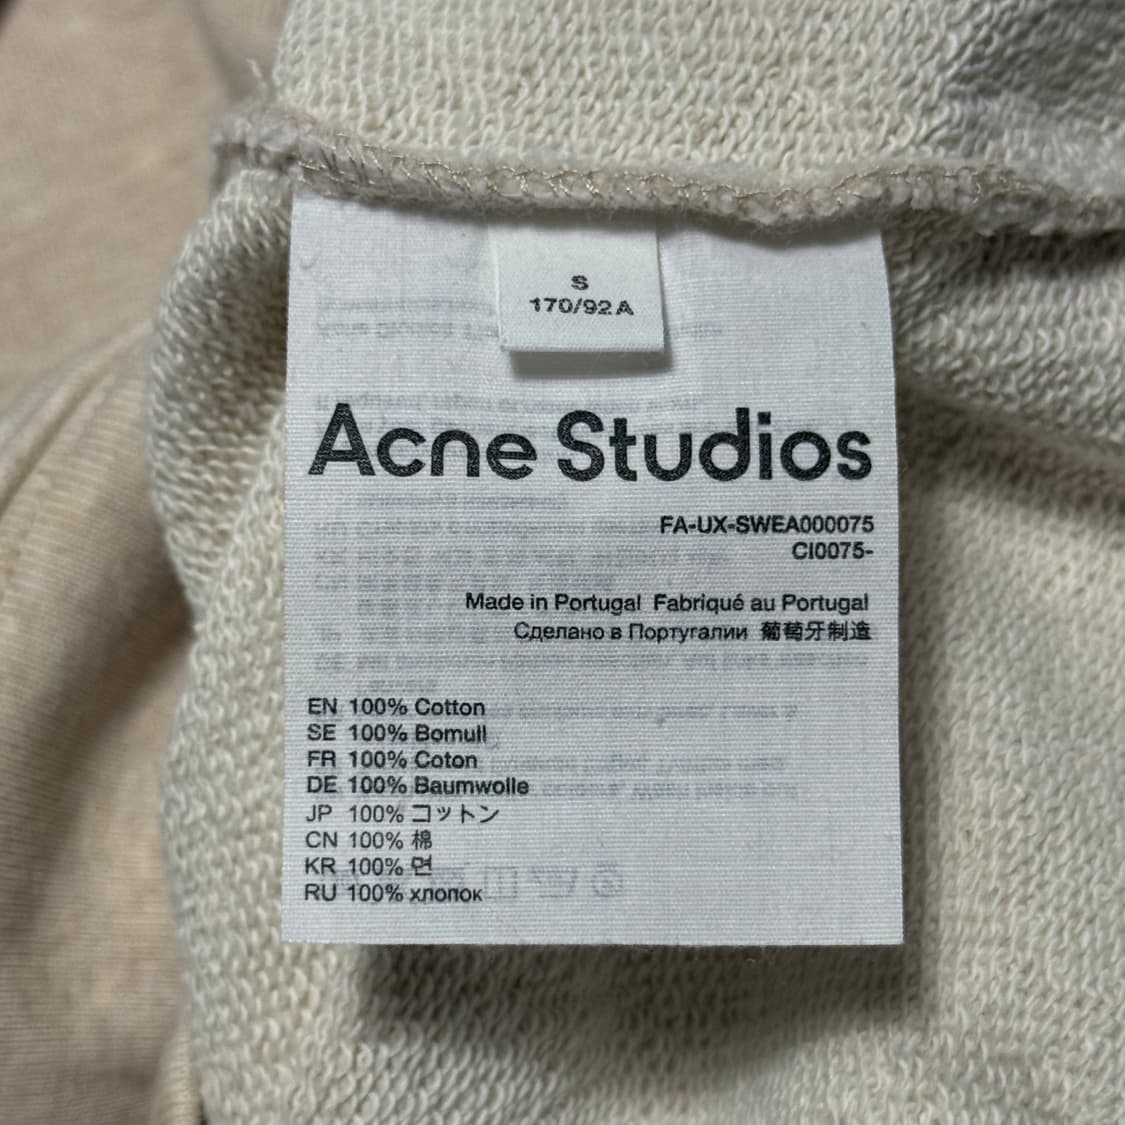 S
170/92A
Acne Studios
FA-UX-SWEA000075
CI0075-
Made in Portugal Fabriqué au Portugal
Сделано в Португалии 葡萄牙制造
EN 100% Cotton
SE 100% Bomull
FR 100% Coton
DE 100% Baumwolle
JP 100% コットン
CN 100% 棉
KR 100% 면
RU 100% хлопок